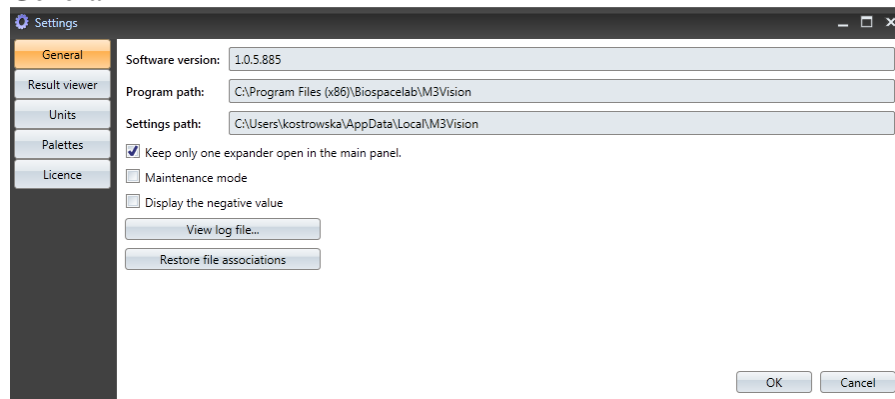 Settings
General
Result viewer
Units
Palettes
Licence
Software version: 1.0.5.885
Program path: C:\Program Files (x86)\Biospacelab\M3Vision
Settings path: C:\Users\kostrowska\AppData\Local\M3Vision
Keep only one expander open in the main panel.
Maintenance mode
Display the negative value
View log file...
Restore file associations
OK Cancel